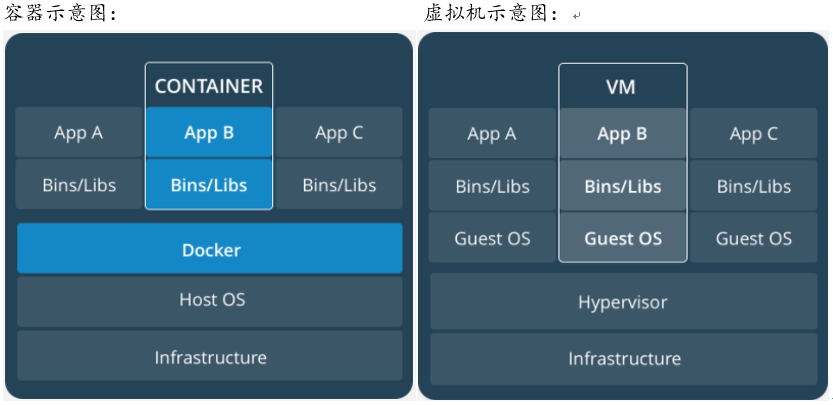 容器示意图：
CONTAINER
App A App B App C
Bins/Libs Bins/Libs Bins/Libs
Docker
Host OS
Infrastructure
虚拟机示意图：
VM
App A App B App C
Bins/Libs Bins/Libs Bins/Libs
Guest OS Guest OS Guest OS
Hypervisor
Infrastructure